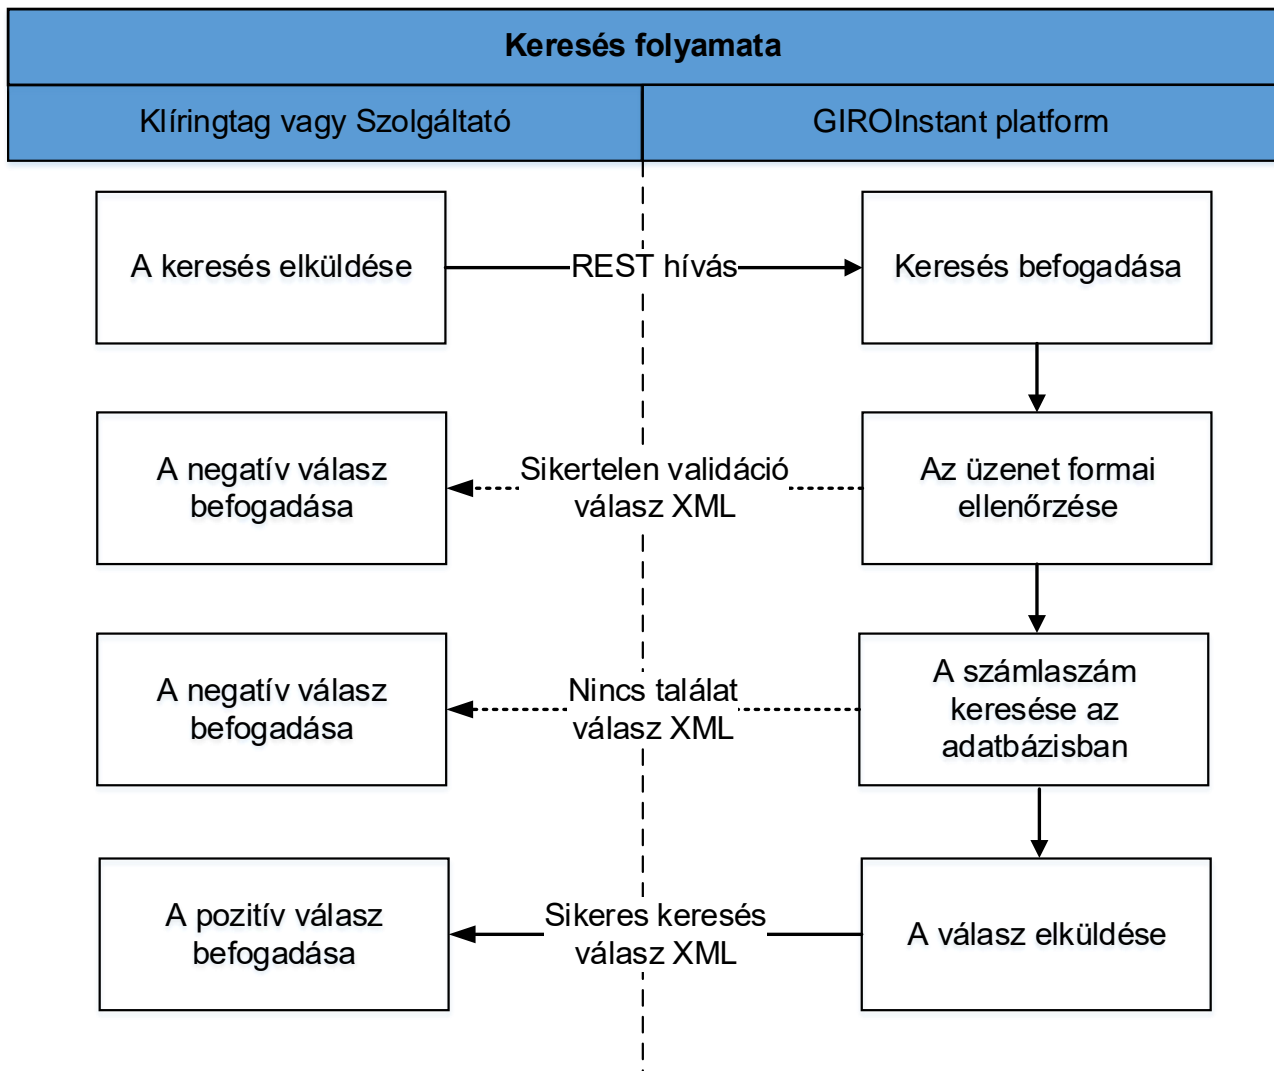 Keresés folyamata
Klíringtag vagy Szolgáltató
GIROInstant platform
A keresés elküldése
REST hívás
Keresés befogadása
A negatív válasz
befogadása
Sikertelen validáció
válasz XML
Az üzenet formai
ellenőrzése
A negatív válasz
befogadása
Nincs találat
válasz XML
A számlaszám
keresése az
adatbázisban
A pozitív válasz
befogadása
Sikeres keresés
válasz XML
A válasz elküldése